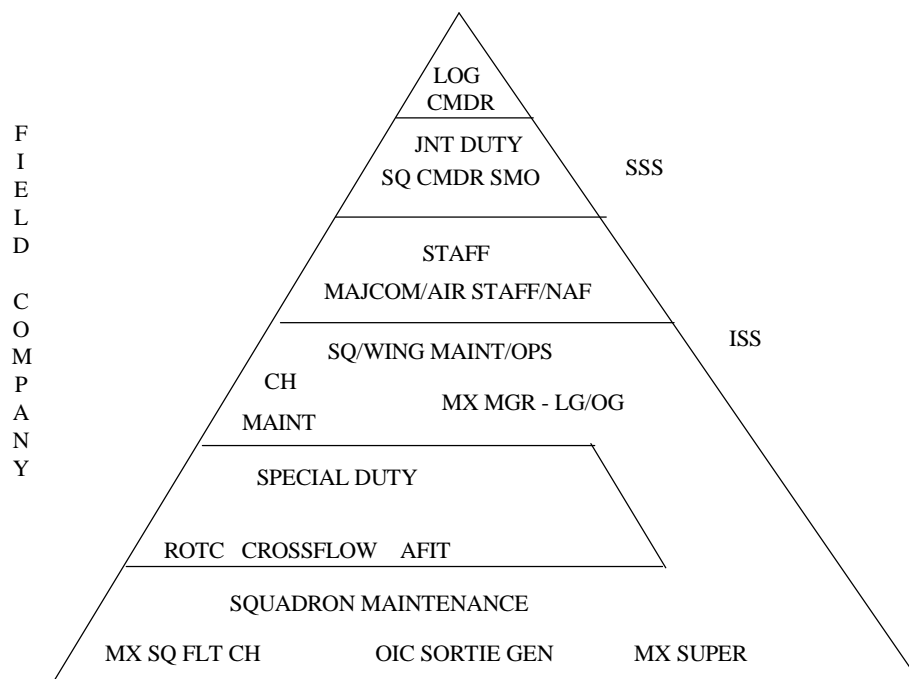 LOG
CMDR
JNT DUTY
SQ CMDR SMO
SSS
STAFF
MAJCOM/AIR STAFF/NAF
ISS
SQ/WING MAINT/OPS
CH
MAINT
MX MGR - LG/OG
SPECIAL DUTY
ROTC CROSSFLOW AFIT
SQUADRON MAINTENANCE
MX SQ FLT CH OIC SORTIE GEN MX SUPER
FIELD COMPANY